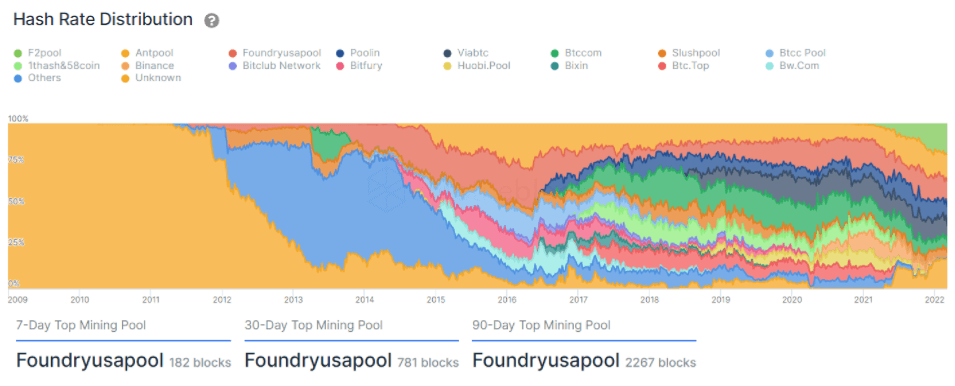 Hash Rate Distribution ?
F2pool Antpool Foundryusapool Poolin Viabtc Btccom Slushpool Btcc Pool
1thash&58coin Binance Bitclub Network Bitfury Huobi.Pool Bixin Btc.Top Bw.Com
Others Unknown
100%
75%
50%
25%
0%
2009 2010 2011 2012 2013 2014 2015 2016 2017 2018 2019 2020 2021 2022
7-Day Top Mining Pool 30-Day Top Mining Pool 90-Day Top Mining Pool
Foundryusapool 182 blocks Foundryusapool 781 blocks Foundryusapool 2267 blocks